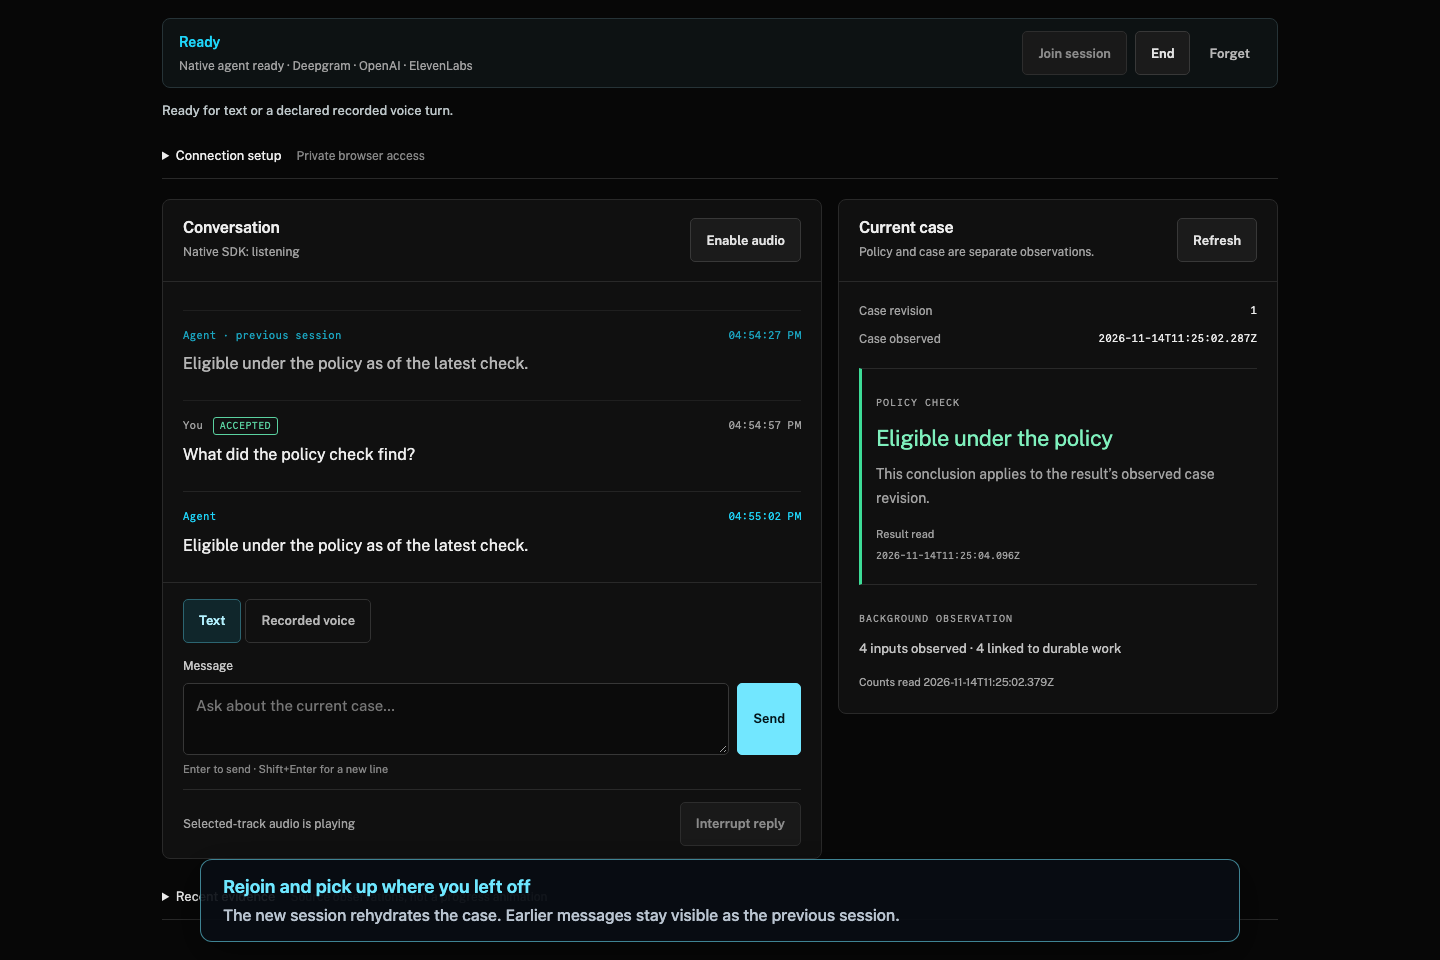 Ready
Native agent ready · Deepgram · OpenAI · ElevenLabs
Join session
End
Forget
Ready for text or a declared recorded voice turn.
Connection setup
Private browser access
Conversation
Native SDK: listening
Enable audio
Agent · previous session
04:54:27 PM
Eligible under the policy as of the latest check.
You
ACCEPTED
04:54:57 PM
What did the policy check find?
Agent
04:55:02 PM
Eligible under the policy as of the latest check.
Text
Recorded voice
Message
Ask about the current case...
Send
Enter to send · Shift+Enter for a new line
Selected-track audio is playing
Interrupt reply
Current case
Policy and case are separate observations.
Refresh
Case revision
1
Case observed
2026-11-14T11:25:02.287Z
POLICY CHECK
Eligible under the policy
This conclusion applies to the result’s observed case
revision.
Result read
2026-11-14T11:25:04.096Z
BACKGROUND OBSERVATION
4 inputs observed · 4 linked to durable work
Counts read 2026-11-14T11:25:02.379Z
Recent evidence
Rejoin and pick up where you left off
The new session rehydrates the case. Earlier messages stay visible as the previous session.